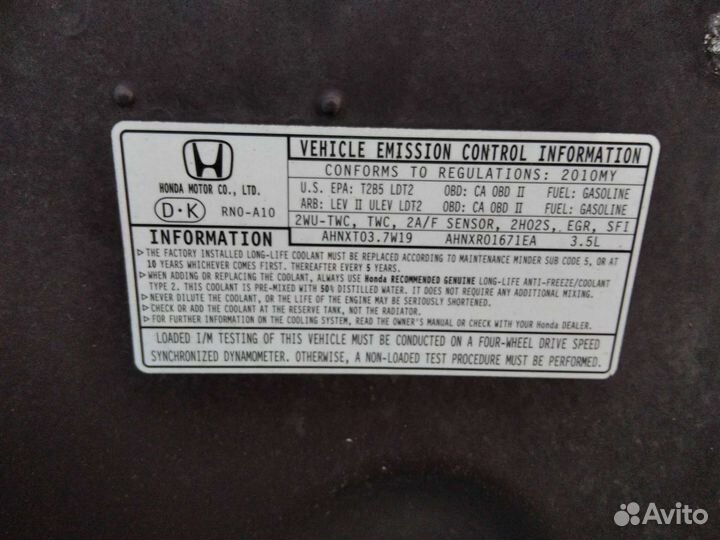 HONDA MOTOR CO., LTD.
D·K RN0-A10
VEHICLE EMISSION CONTROL INFORMATION
CONFORMS TO REGULATIONS: 2010MY
U.S. EPA: T2B5 LDT2 OBD: CA OBD II FUEL: GASOLINE
ARB: LEV II ULEV LDT2 OBD: CA OBD II FUEL: GASOLINE
2WU-TWC, TWC, 2A/F SENSOR, 2HO2S, EGR, SFI
AHNXT03.7W19 AHNXR01671EA 3.5L
INFORMATION
▷THE FACTORY INSTALLED LONG-LIFE COOLANT MUST BE REPLACED ACCORDING TO MAINTENANCE MINDER SUB CODE 5, OR AT
10 YEARS WHICHEVER COMES FIRST. THEREAFTER EVERY 5 YEARS.
▷WHEN ADDING OR REPLACING THE COOLANT, ALWAYS USE Honda RECOMMENDED GENUINE LONG-LIFE ANTI-FREEZE/COOLANT
TYPE 2. THIS COOLANT IS PRE-MIXED WITH 50% DISTILLED WATER. IT DOES NOT REQUIRE ANY ADDITIONAL MIXING.
▷NEVER DILUTE THE COOLANT, OR THE LIFE OF THE ENGINE MAY BE SERIOUSLY SHORTENED.
▷CHECK OR ADD THE COOLANT AT THE RESERVE TANK, NOT THE RADIATOR.
▷FOR FURTHER INFORMATION ON THE COOLING SYSTEM, READ THE OWNER'S MANUAL OR CHECK WITH YOUR Honda DEALER.
LOADED I/M TESTING OF THIS VEHICLE MUST BE CONDUCTED ON A FOUR-WHEEL DRIVE SPEED
SYNCHRONIZED DYNAMOMETER. OTHERWISE, A NON-LOADED TEST PROCEDURE MUST BE PERFORMED.
Avito